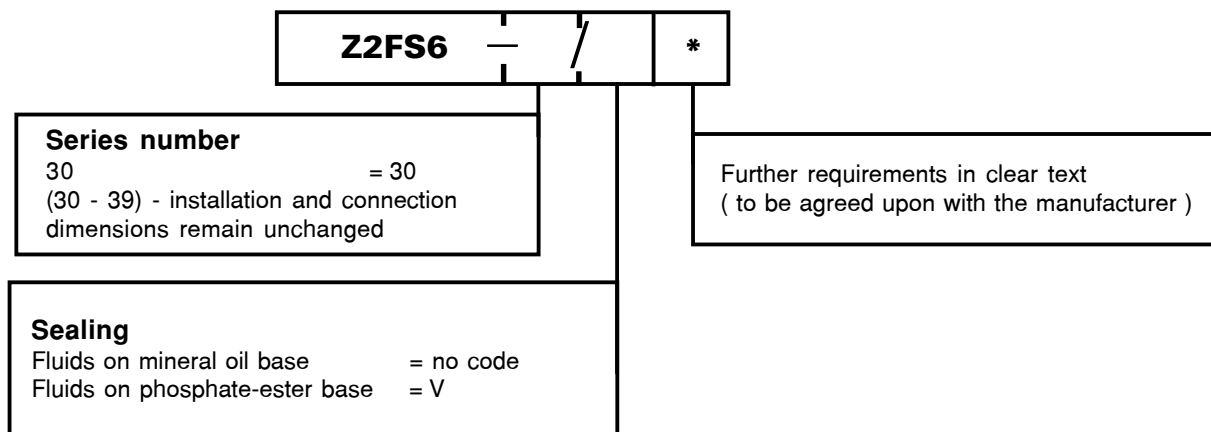 Z2FS6 – / *
Series number
30 = 30
(30 - 39) - installation and connection
dimensions remain unchanged
Further requirements in clear text
( to be agreed upon with the manufacturer )
Sealing
Fluids on mineral oil base = no code
Fluids on phosphate-ester base = V